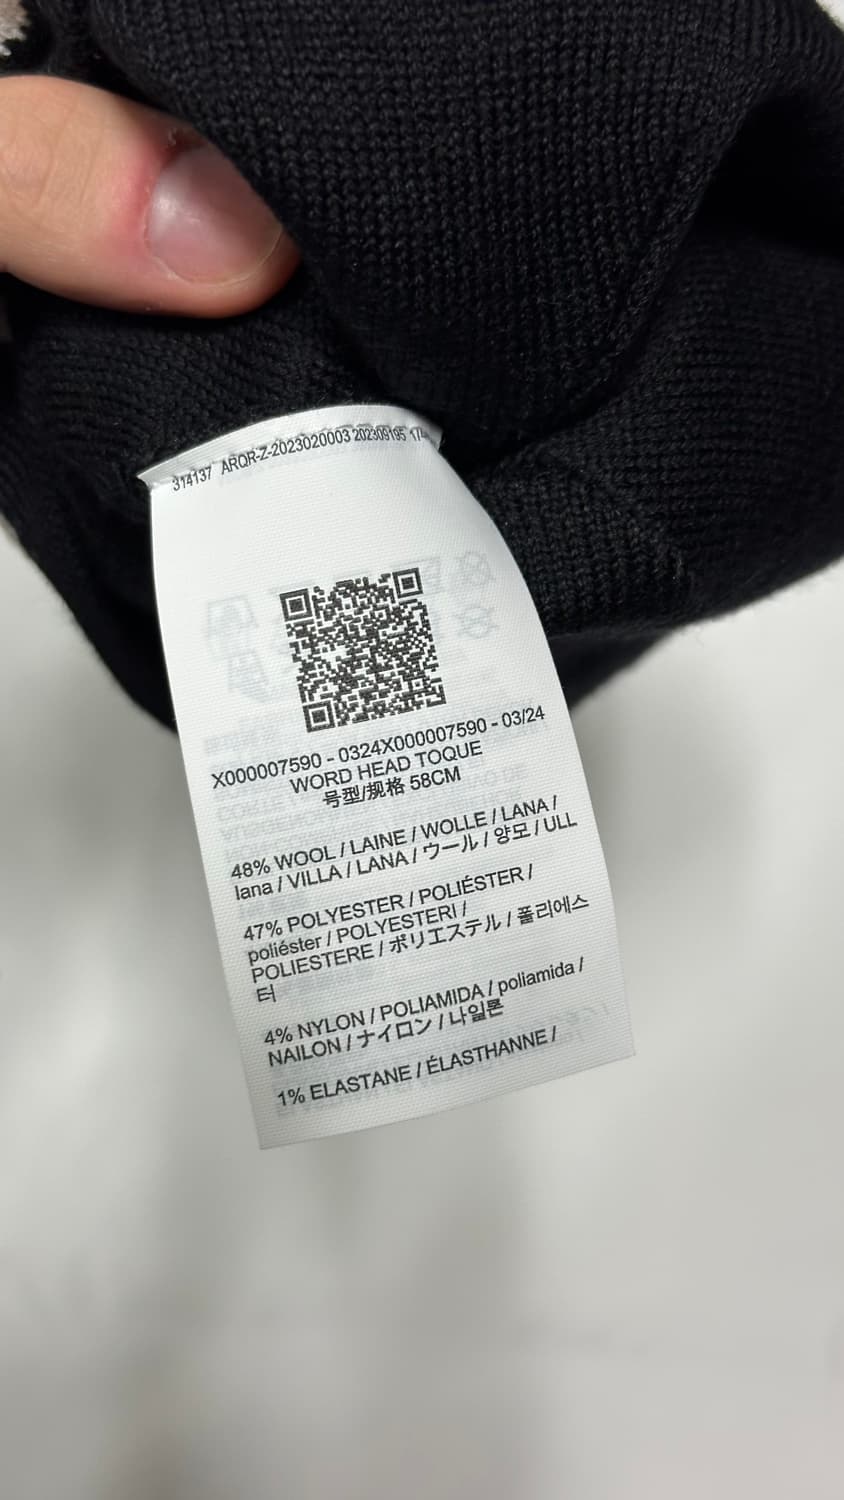 314137 ARQR-Z-2023020003 202309195 17
X000007590 - 0324X000007590 - 03/24
WORD HEAD TOQUE
号型/规格 58CM
48% WOOL / LAINE / WOLLE / LANA /
lana / VILLA / LANA / ウール / 양모 / ULL
47% POLYESTER / POLIÉSTER /
poliéster / POLYESTERI /
POLIESTERE / ポリエステル / 폴리에스
터
4% NYLON / POLIAMIDA / poliamida /
NAILON / ナイロン / 나일론
1% ELASTANE / ÉLASTHANNE /